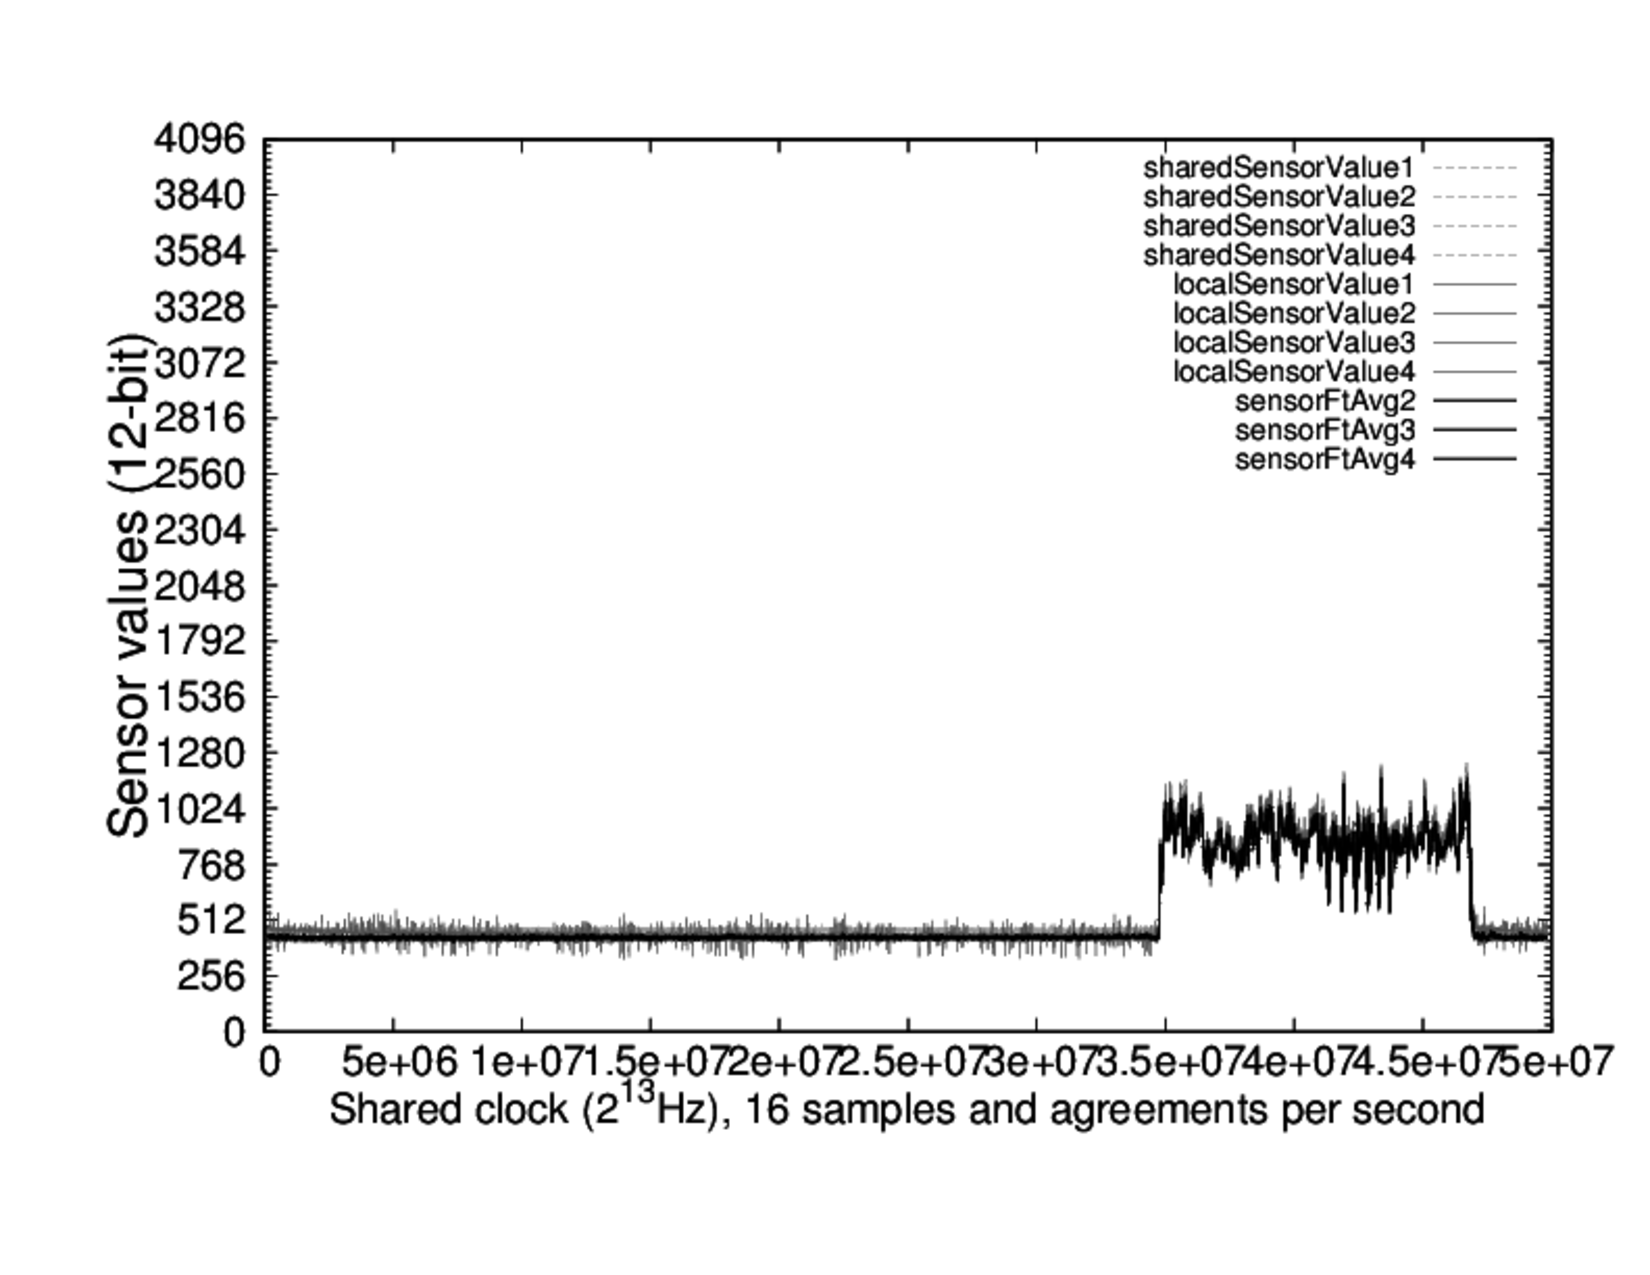 4096
3840
3584
3328
3072
2816
2560
2304
2048
1792
1536
1280
1024
768
512
256
0
Sensor values (12-bit)
sharedSensorValue1
sharedSensorValue2
sharedSensorValue3
sharedSensorValue4
localSensorValue1
localSensorValue2
localSensorValue3
localSensorValue4
sensorFtAvg2
sensorFtAvg3
sensorFtAvg4
0 5e+06 1e+07 1.5e+07 2e+07 2.5e+07 3e+07 3.5e+07 4e+07 4.5e+07 5e+07
Shared clock (2^13Hz), 16 samples and agreements per second